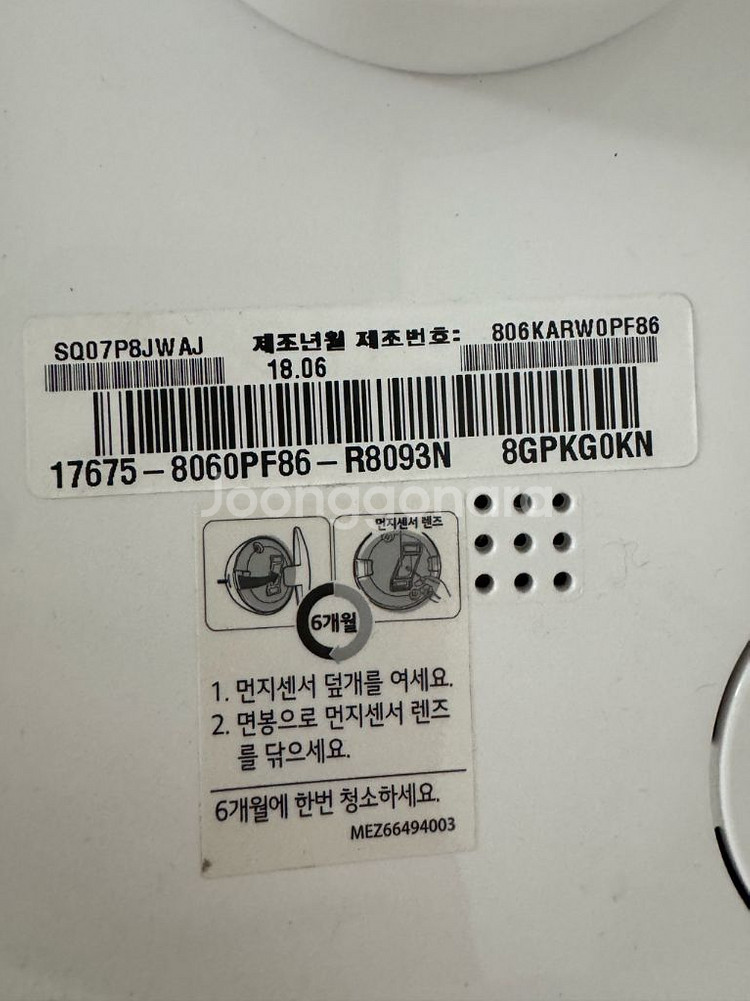 SQ07P8JWAJ 제조년월 제조번호: 806KARW0PF86
18.06
17675-8060PF86-R8093N 8GPKG0KN
Joonggonara
먼지센서 렌즈
6개월
1. 먼지센서 덮개를 여세요.
2. 면봉으로 먼지센서 렌즈
를 닦으세요.
6개월에 한번 청소하세요.
MEZ66494003